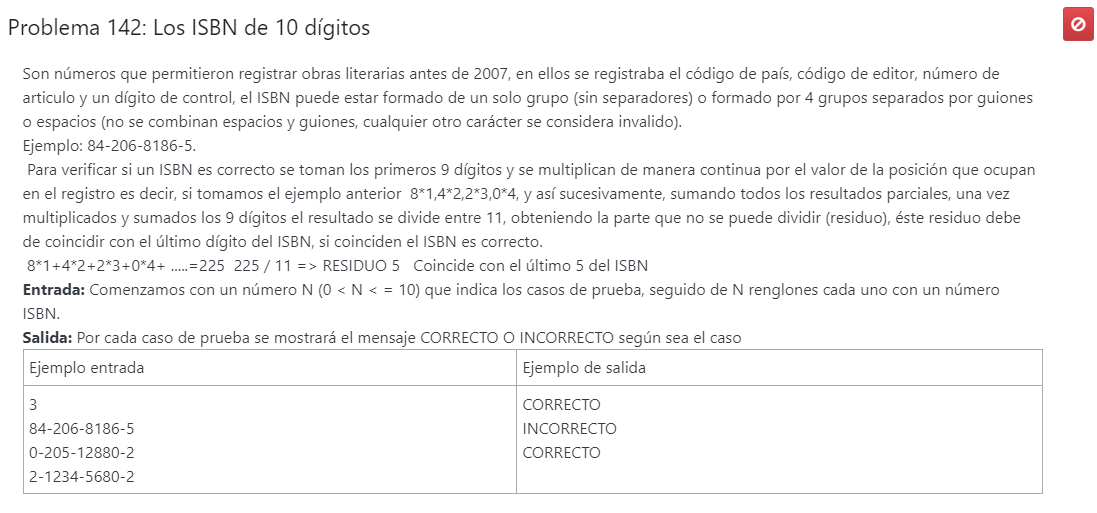 Problema 142: Los ISBN de 10 dígitos
Son números que permitieron registrar obras literarias antes de 2007, en ellos se registraba el código de país, código de editor, número de
articulo y un dígito de control, el ISBN puede estar formado de un solo grupo (sin separadores) o formado por 4 grupos separados por guiones
o espacios (no se combinan espacios y guiones, cualquier otro carácter se considera invalido).
Ejemplo: 84-206-8186-5.
Para verificar si un ISBN es correcto se toman los primeros 9 dígitos y se multiplican de manera continua por el valor de la posición que ocupan
en el registro es decir, si tomamos el ejemplo anterior 8*1,4*2,2*3,0*4, y así sucesivamente, sumando todos los resultados parciales, una vez
multiplicados y sumados los 9 dígitos el resultado se divide entre 11, obteniendo la parte que no se puede dividir (residuo), éste residuo debe
de coincidir con el último dígito del ISBN, si coinciden el ISBN es correcto.
8*1+4*2+2*3+0*4+ .....=225 225 / 11 => RESIDUO 5 Coincide con el último 5 del ISBN
Entrada: Comenzamos con un número N (0 < N < = 10) que indica los casos de prueba, seguido de N renglones cada uno con un número
ISBN.
Salida: Por cada caso de prueba se mostrará el mensaje CORRECTO O INCORRECTO según sea el caso
Ejemplo entrada
Ejemplo de salida
3
84-206-8186-5
0-205-12880-2
2-1234-5680-2
CORRECTO
INCORRECTO
CORRECTO